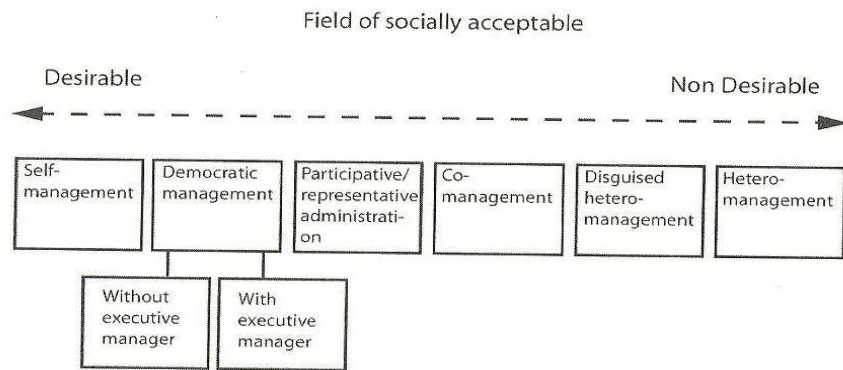 Field of socially acceptable
Desirable
Non Desirable
Self-
management
Democratic
management
Participative/
representative
administrati-
on
Co-
management
Disguised
hetero-
management
Hetero-
management
Without
executive
manager
With
executive
manager